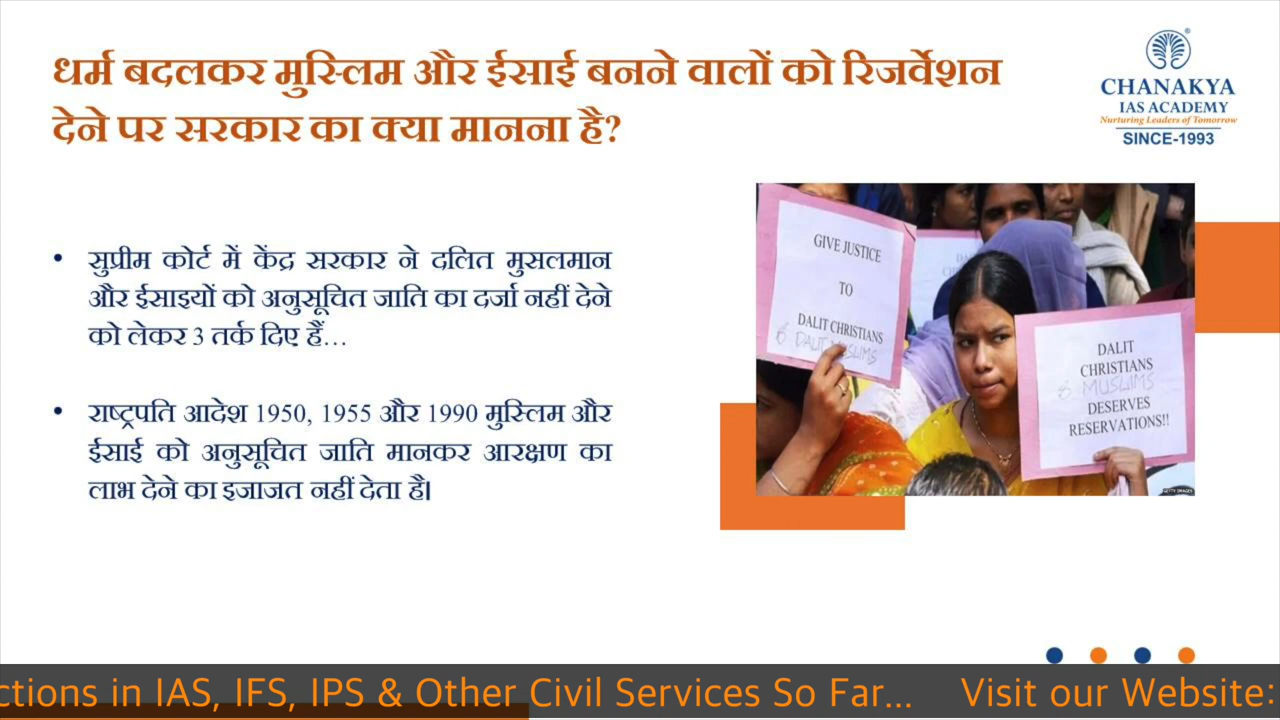 धर्म बदलकर मुस्लिम और ईसाई बनने वालों को रिजर्वेशन
देने पर सरकार का क्या मानना है?
CHANAKYA
IAS ACADEMY
Nurturing Leaders of Tomorrow
SINCE-1993
• सुप्रीम कोर्ट में केंद्र सरकार ने दलित मुसलमान
और ईसाइयों को अनुसूचित जाति का दर्जा नहीं देने
को लेकर 3 तर्क दिए हैं...
• राष्ट्रपति आदेश 1950, 1955 और 1990 मुस्लिम और
ईसाई को अनुसूचित जाति मानकर आरक्षण का
लाभ देने का इजाजत नहीं देता है।
GIVE JUSTICE
TO
DALIT CHRISTIANS
& DALIT MUSLIMS
DALIT
CHRISTIANS
& MUSLIMS
DESERVES
RESERVATIONS!!
GETTY IMAGES
ctions in IAS, IFS, IPS & Other Civil Services So Far... Visit our Website: